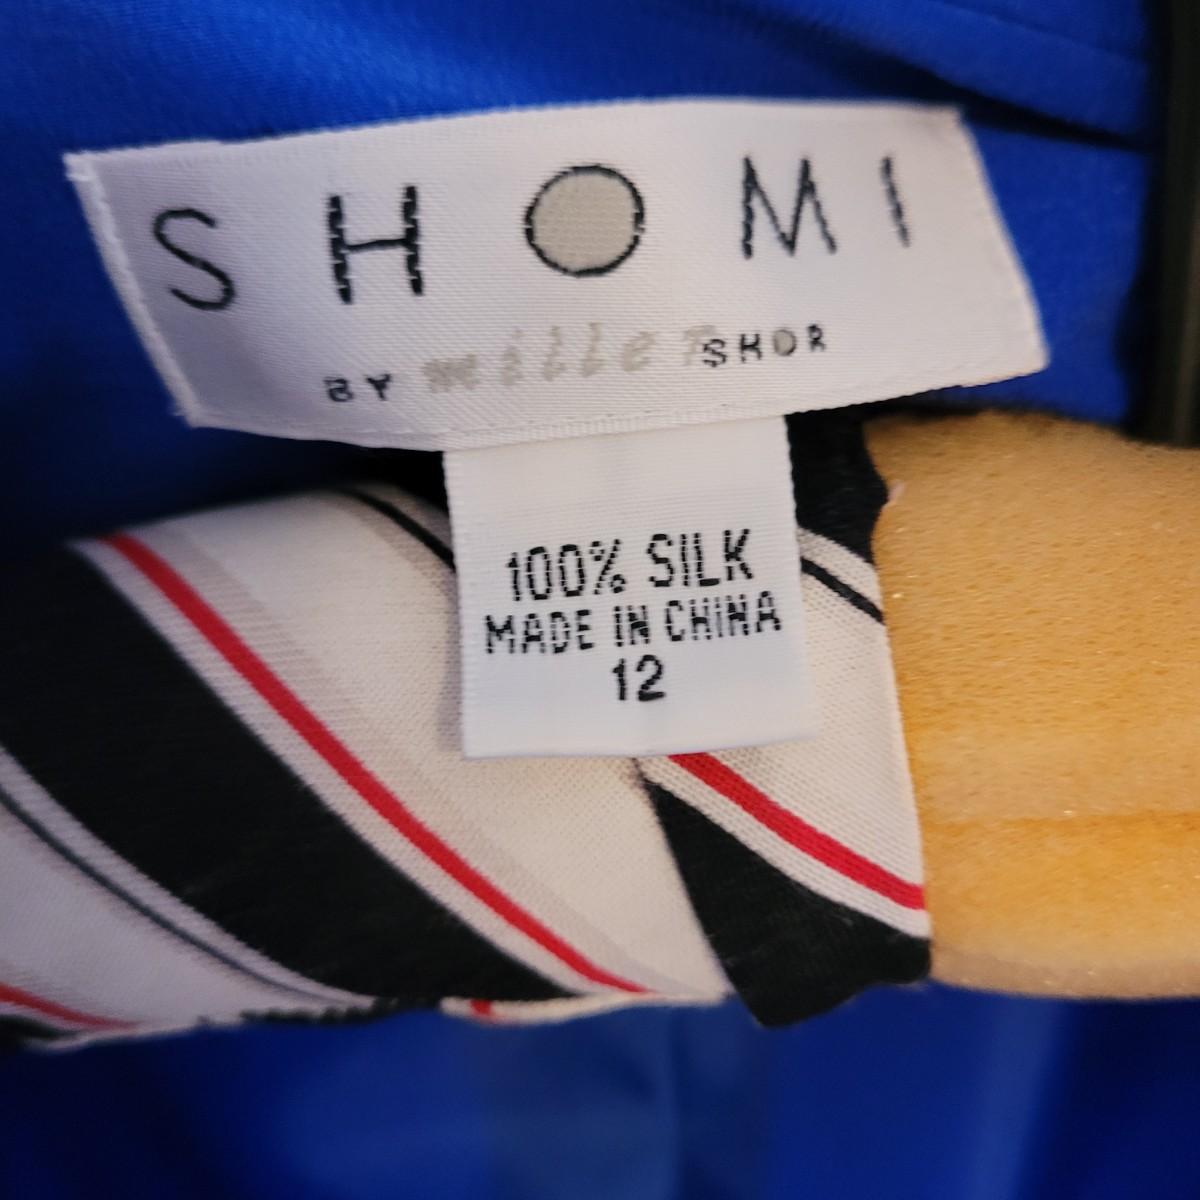 SHOMI
BY miller SHOR
100% SILK
MADE IN CHINA
12